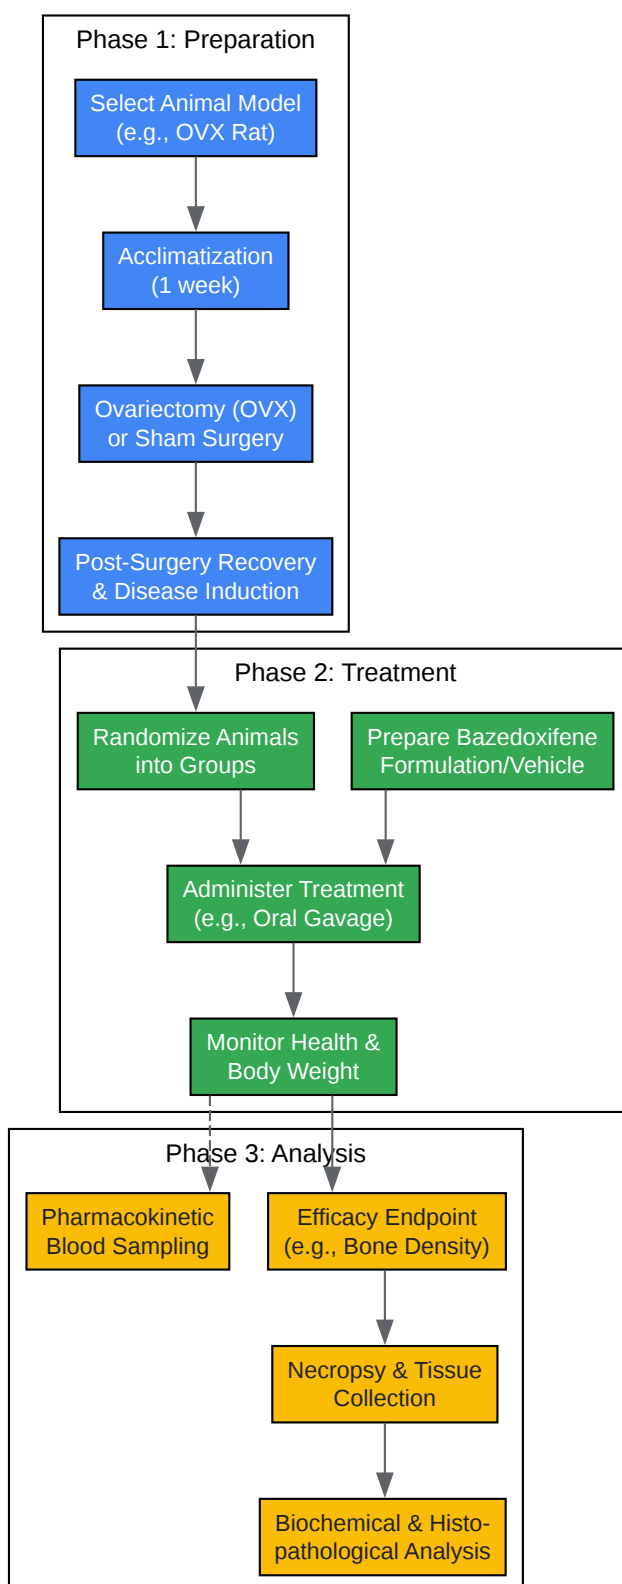 Phase 1: Preparation
Select Animal Model
(e.g., OVX Rat)
Acclimatization
(1 week)
Ovariectomy (OVX)
or Sham Surgery
Post-Surgery Recovery
& Disease Induction
Phase 2: Treatment
Randomize Animals
into Groups
Prepare Bazedoxifene
Formulation/Vehicle
Administer Treatment
(e.g., Oral Gavage)
Monitor Health &
Body Weight
Phase 3: Analysis
Pharmacokinetic
Blood Sampling
Efficacy Endpoint
(e.g., Bone Density)
Necropsy & Tissue
Collection
Biochemical & Histo-
pathological Analysis